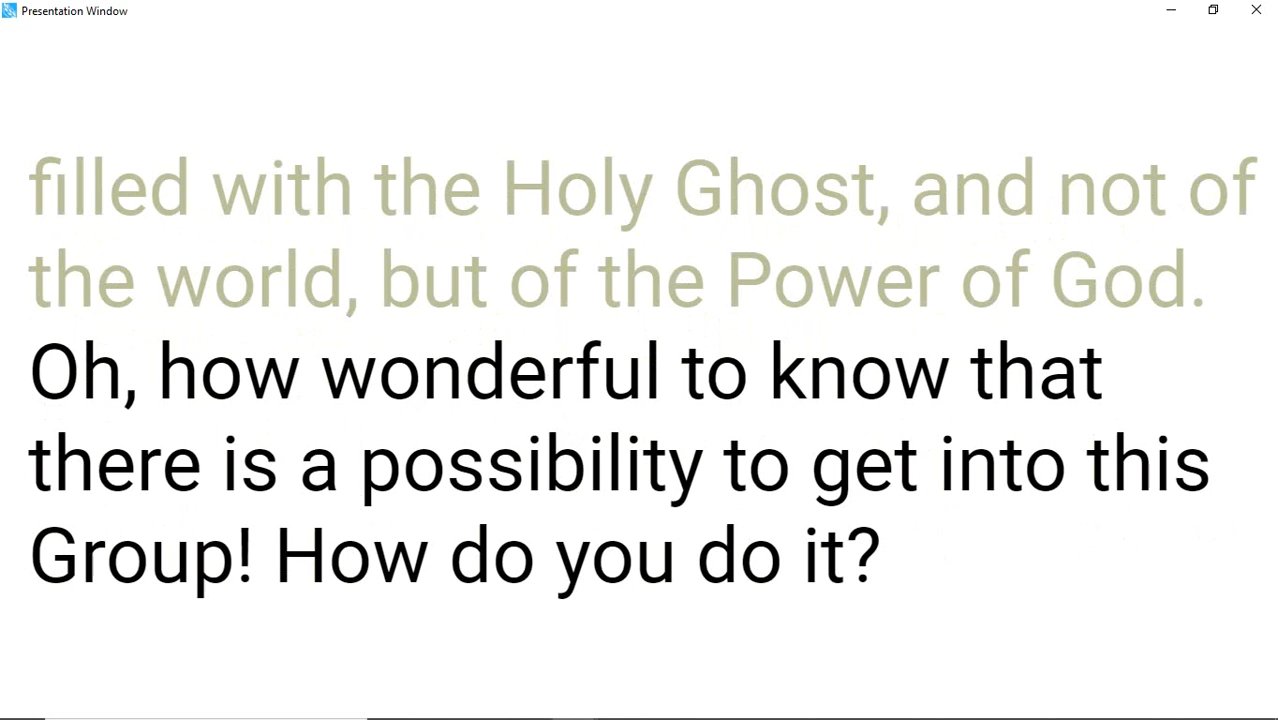 Presentation Window
filled with the Holy Ghost, and not of
the world, but of the Power of God.
Oh, how wonderful to know that
there is a possibility to get into this
Group! How do you do it?